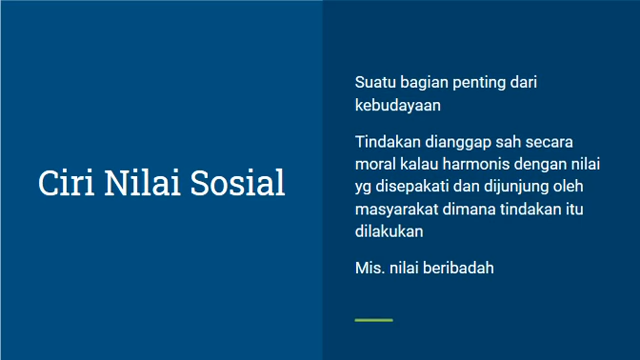 Ciri Nilai Sosial
Suatu bagian penting dari
kebudayaan
Tindakan dianggap sah secara
moral kalau harmonis dengan nilai
yg disepakati dan dijunjung oleh
masyarakat dimana tindakan itu
dilakukan
Mis. nilai beribadah